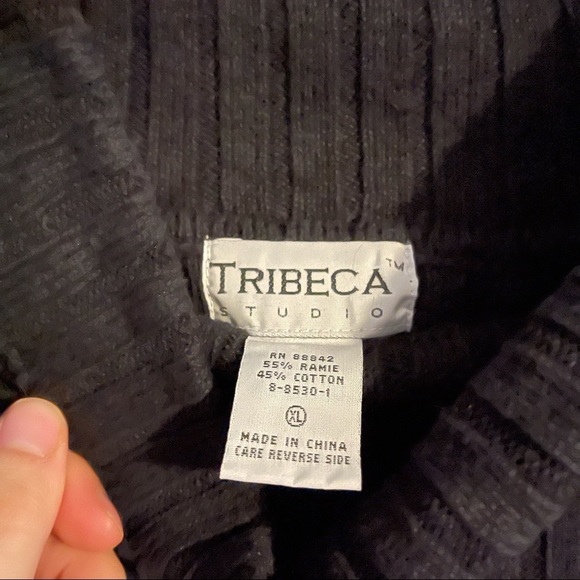 TRIBECA™
STUDIO
RN 88842
55% RAMIE
45% COTTON
8-8530-1
XL
MADE IN CHINA
CARE REVERSE SIDE